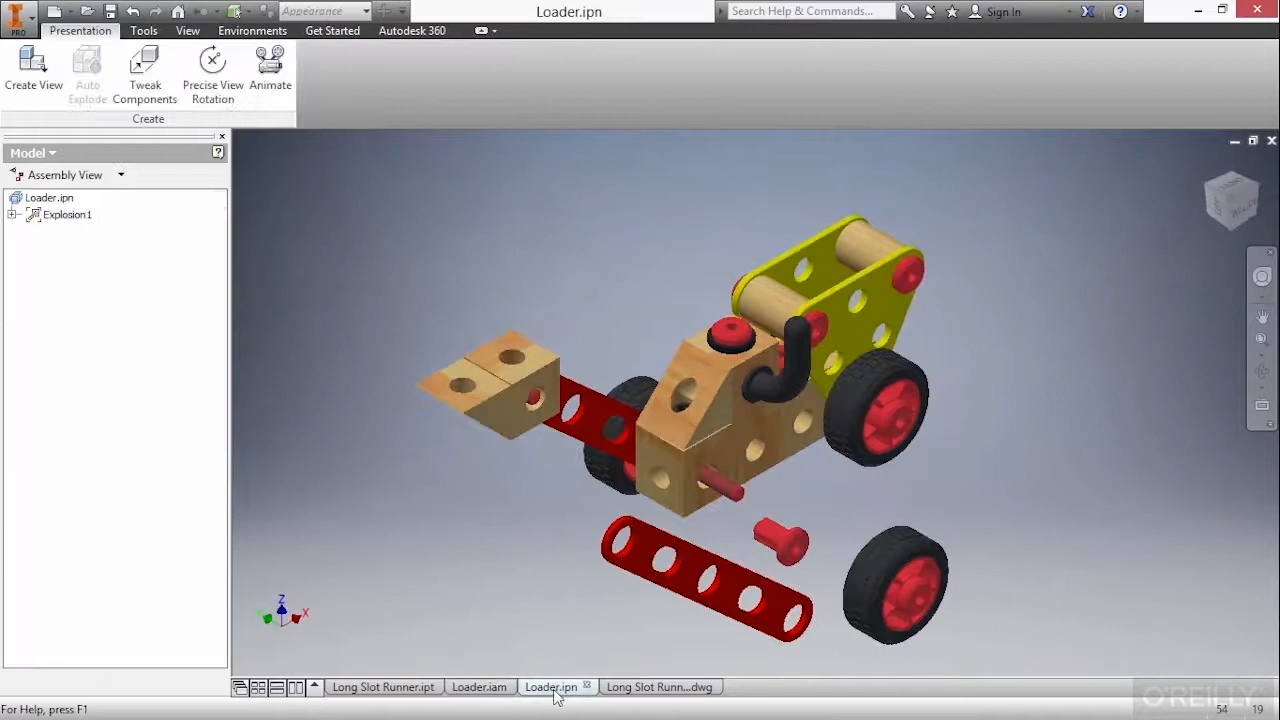 PRO
Appearance
Loader.ipn
Search Help & Commands...
Sign In
Presentation Tools View Environments Get Started Autodesk 360
Create View
Auto Explode
Tweak Components
Precise View Rotation
Animate
Create
Model
Assembly View
Loader.ipn
Explosion1
Z
X
Long Slot Runner.ipt Loader.iam Loader.ipn Long Slot Runn...dwg
For Help, press F1
54 19
O'REILLY